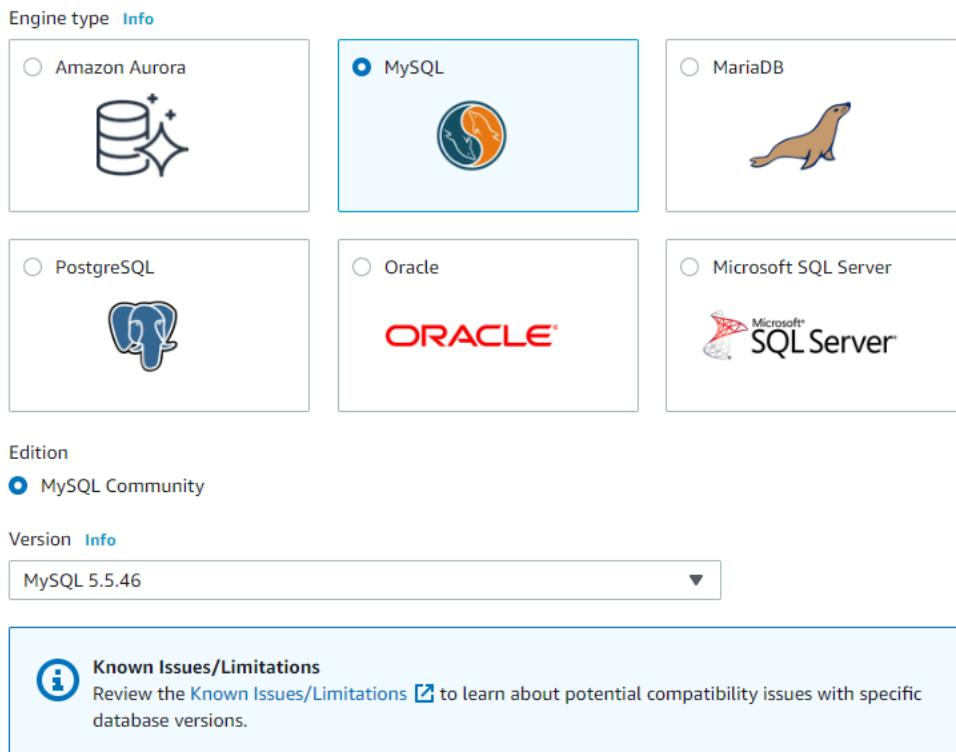 Engine type Info
Amazon Aurora
MySQL
MariaDB
PostgreSQL
Oracle
Microsoft SQL Server
ORACLE
Microsoft®
SQL Server
Edition
MySQL Community
Version Info
MySQL 5.5.46
Known Issues/Limitations
Review the Known Issues/Limitations to learn about potential compatibility issues with specific
database versions.